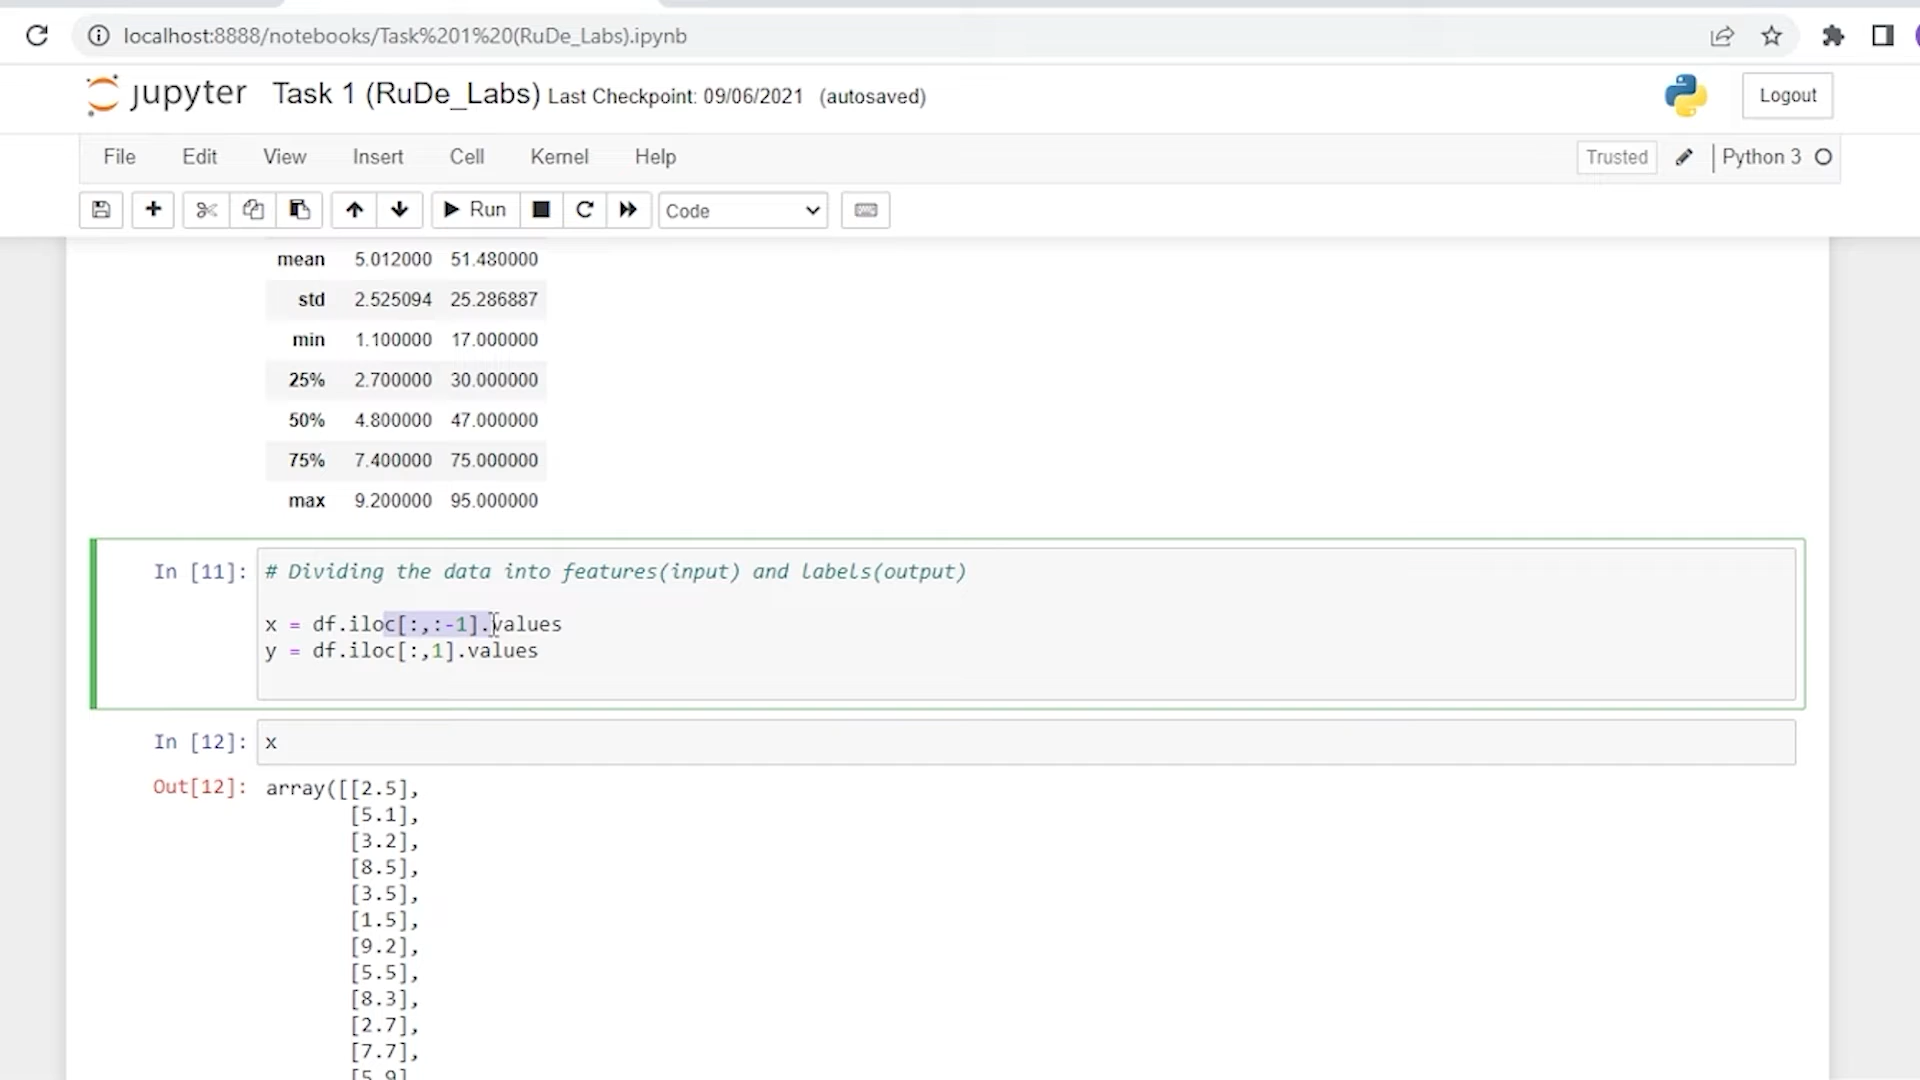 localhost:8888/notebooks/Task%201%20(RuDe_Labs).ipynb
jupyter Task 1 (RuDe_Labs) Last Checkpoint: 09/06/2021 (autosaved)
Logout
File Edit View Insert Cell Kernel Help
Trusted Python 3
Run Code
mean 5.012000 51.480000
std 2.525094 25.286887
min 1.100000 17.000000
25% 2.700000 30.000000
50% 4.800000 47.000000
75% 7.400000 75.000000
max 9.200000 95.000000
In [11]: # Dividing the data into features(input) and labels(output)
x = df.iloc[:,:-1].values
y = df.iloc[:,1].values
In [12]: x
Out[12]: array([[2.5],
[5.1],
[3.2],
[8.5],
[3.5],
[1.5],
[9.2],
[5.5],
[8.3],
[2.7],
[7.7],
[5.9],